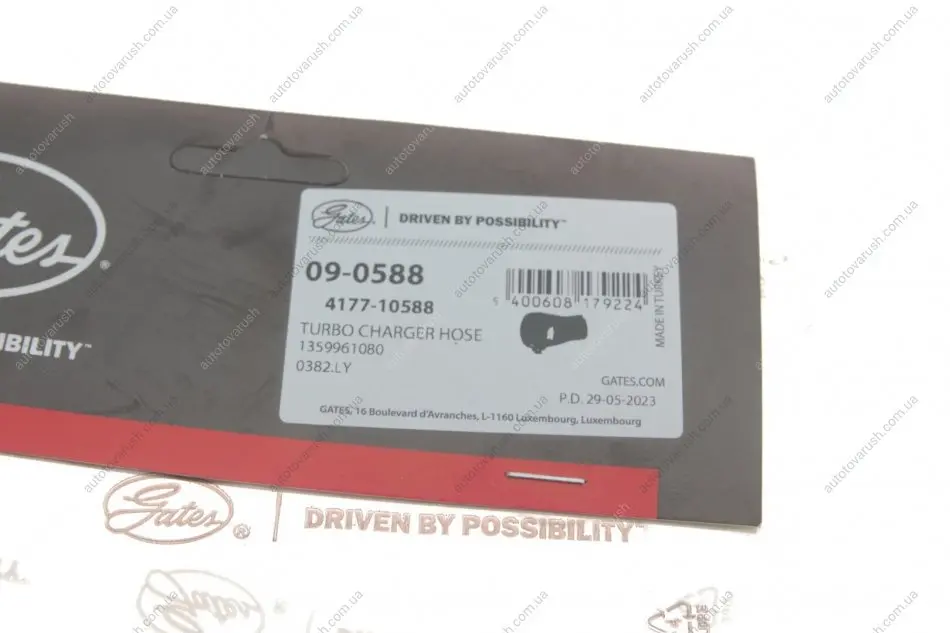 Gates
DRIVEN BY POSSIBILITY™
09-0588
4177-10588
5 400608 179224
MADE IN TURKEY
TURBO CHARGER HOSE
1359961080
0382.LY
GATES.COM
P.D. 29-05-2023
GATES, 16 Boulevard d'Avranches, L-1160 Luxembourg, Luxembourg
Gates®
DRIVEN BY POSSIBILITY™
Gates
autotovarush.com.ua